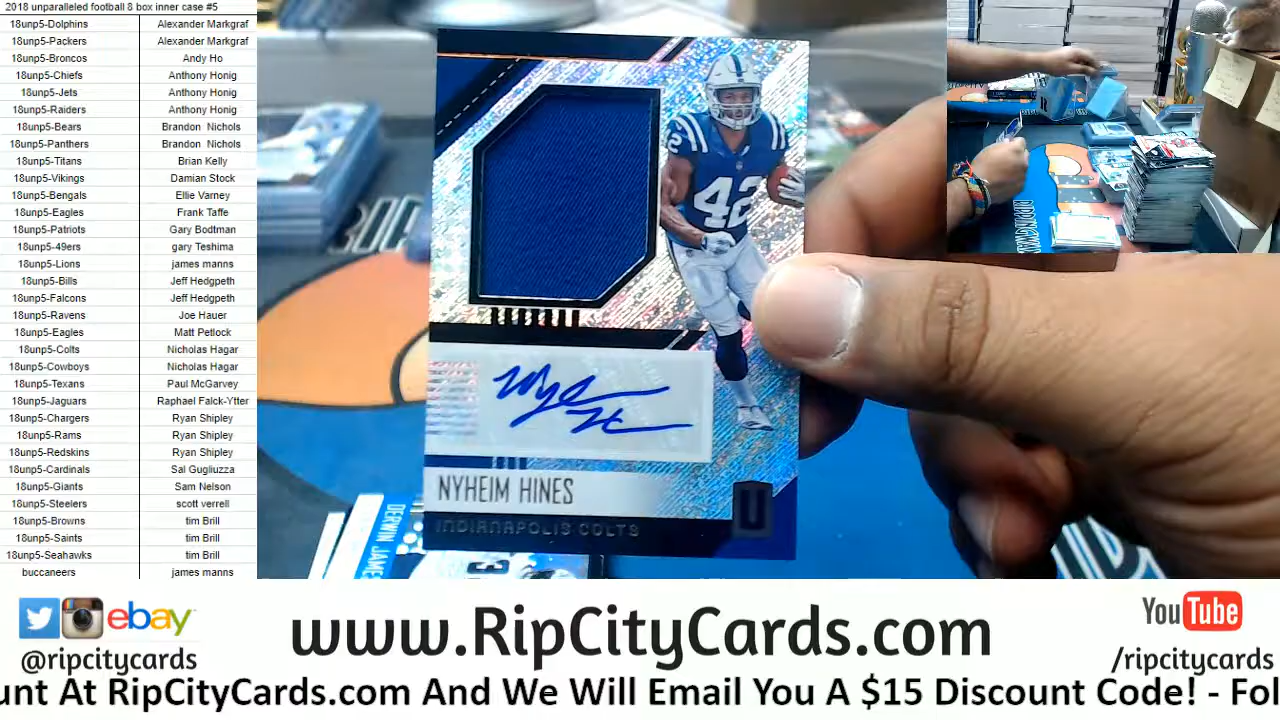 2018 unparalleled football 8 box inner case #5
18unp5-Dolphins Alexander Markgraf
18unp5-Packers Alexander Markgraf
18unp5-Broncos Andy Ho
18unp5-Chiefs Anthony Honig
18unp5-Jets Anthony Honig
18unp5-Raiders Anthony Honig
18unp5-Bears Brandon Nichols
18unp5-Panthers Brandon Nichols
18unp5-Titans Brian Kelly
18unp5-Vikings Damian Stock
18unp5-Bengals Ellie Varney
18unp5-Eagles Frank Taffe
18unp5-Patriots Gary Bodtman
18unp5-49ers gary Teshima
18unp5-Lions james manns
18unp5-Bills Jeff Hedgpeth
18unp5-Falcons Jeff Hedgpeth
18unp5-Ravens Joe Hauer
18unp5-Eagles Matt Petlock
18unp5-Colts Nicholas Hagar
18unp5-Cowboys Nicholas Hagar
18unp5-Texans Paul McGarvey
18unp5-Jaguars Raphael Falck-Ytter
18unp5-Chargers Ryan Shipley
18unp5-Rams Ryan Shipley
18unp5-Redskins Ryan Shipley
18unp5-Cardinals Sal Gugliuzza
18unp5-Giants Sam Nelson
18unp5-Steelers scott verrell
18unp5-Browns tim Brill
18unp5-Saints tim Brill
18unp5-Seahawks tim Brill
buccaneers james manns
42
42
NYHEIM HINES
INDIANAPOLIS COLTS
U
DERWIN JAME
3
ebay
@ripcitycards
www.RipCityCards.com
YouTube
/ripcitycards
unt At RipCityCards.com And We Will Email You A $15 Discount Code! - Fol